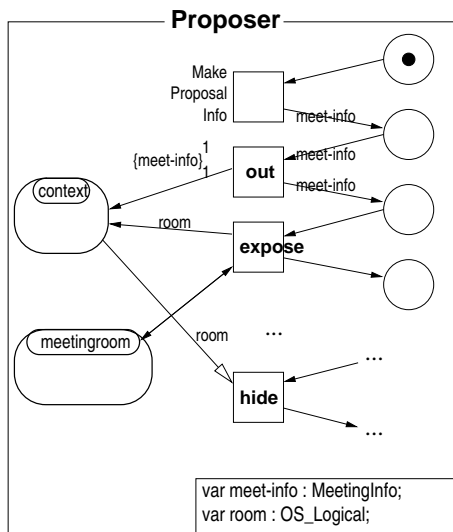 Proposer
Make
Proposal
Info
meet-info
1
{meet-info}
1
out
meet-info
meet-info
context
room
expose
meetingroom
room
...
...
hide
...
var meet-info : MeetingInfo;
var room : OS_Logical;